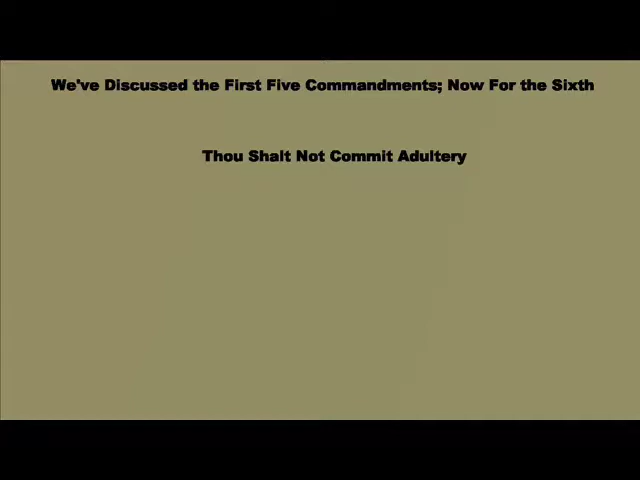 We've Discussed the First Five Commandments; Now For the Sixth
Thou Shalt Not Commit Adultery